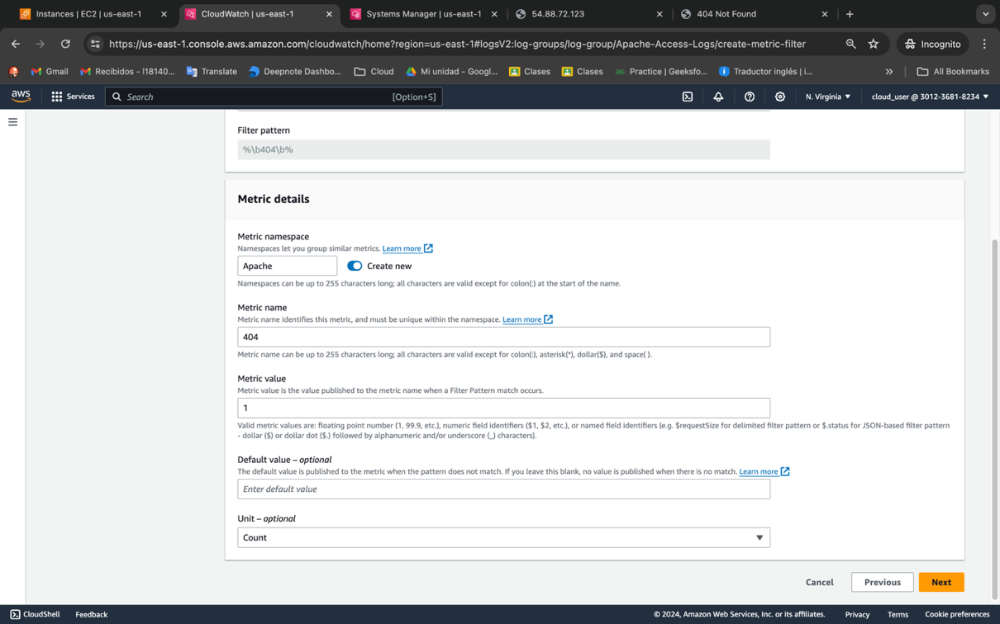 Instances | EC2 | us-east-1
CloudWatch | us-east-1
Systems Manager | us-east-1
54.88.72.123
404 Not Found
https://us-east-1.console.aws.amazon.com/cloudwatch/home?region=us-east-1#logsV2:log-groups/log-group/Apache-Access-Logs/create-metric-filter
Incognito
Gmail
Recibidos - l18140...
Translate
Deepnote Dashbo...
Cloud
Mi unidad - Googl...
Clases
Clases
Practice | Geeksfo...
Traductor inglés | i...
All Bookmarks
aws
Services
Search
[Option+S]
N. Virginia
cloud_user @ 3012-3681-8234
Filter pattern
%\b404\b%
Metric details
Metric namespace
Namespaces let you group similar metrics. Learn more
Apache
Create new
Namespaces can be up to 255 characters long; all characters are valid except for colon(:) at the start of the name.
Metric name
Metric name identifies this metric, and must be unique within the namespace. Learn more
404
Metric name can be up to 255 characters long; all characters are valid except for colon(:), asterisk(*), dollar($), and space( ).
Metric value
Metric value is the value published to the metric name when a Filter Pattern match occurs.
1
Valid metric values are: floating point number (1, 99.9, etc.), numeric field identifiers ($1, $2, etc.), or named field identifiers (e.g. $requestSize for delimited filter pattern or $.status for JSON-based filter pattern
- dollar ($) or dollar dot ($.) followed by alphanumeric and/or underscore (_) characters).
Default value – optional
The default value is published to the metric when the pattern does not match. If you leave this blank, no value is published when there is no match. Learn more
Enter default value
Unit – optional
Count
Cancel
Previous
Next
CloudShell
Feedback
© 2024, Amazon Web Services, Inc. or its affiliates.
Privacy
Terms
Cookie preferences